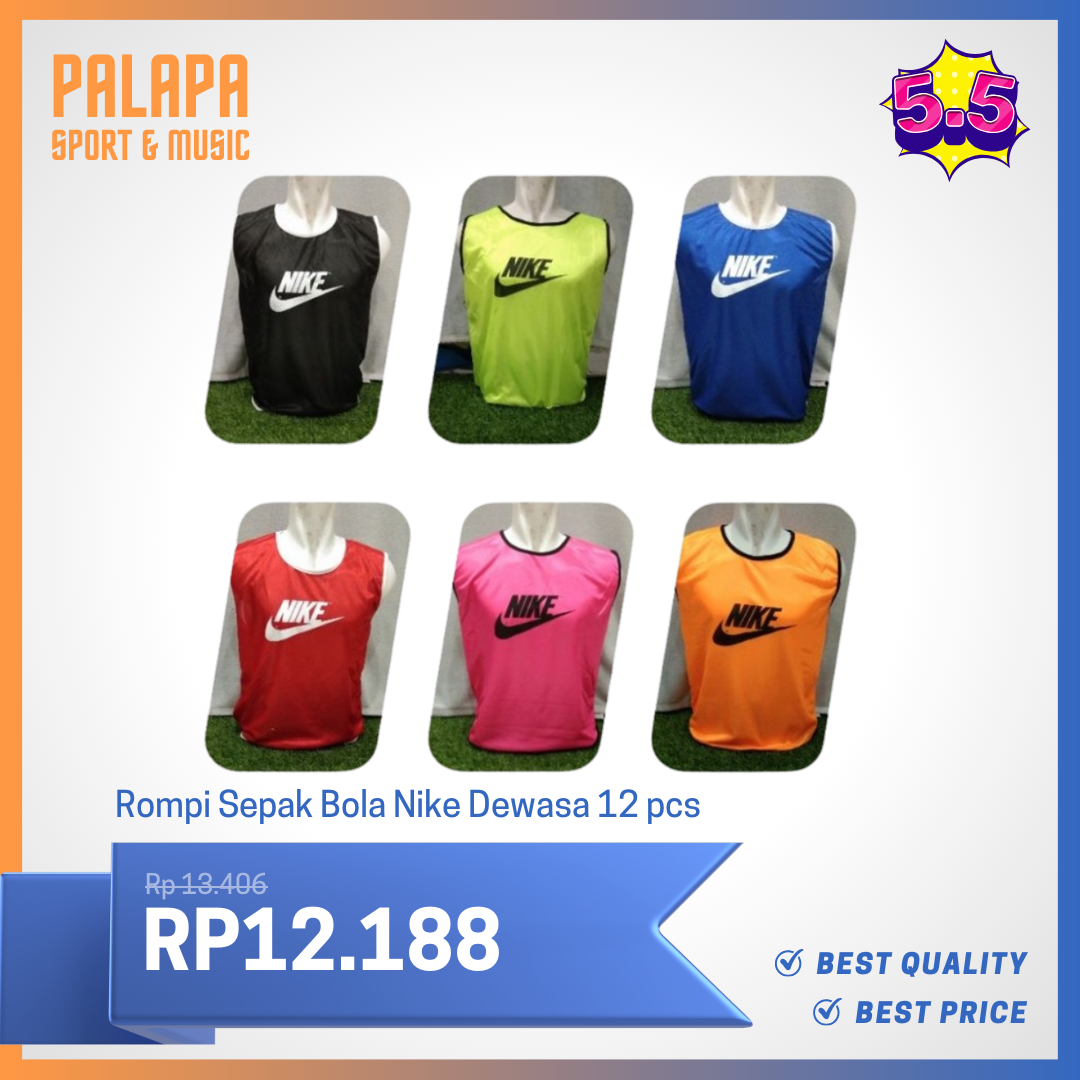 PALAPA
SPORT & MUSIC
5.5
NIKE
NIKE
NIKE
NIKE
NIKE
NIKE
Rompi Sepak Bola Nike Dewasa 12 pcs
Rp 13.406
RP12.188
BEST QUALITY
BEST PRICE